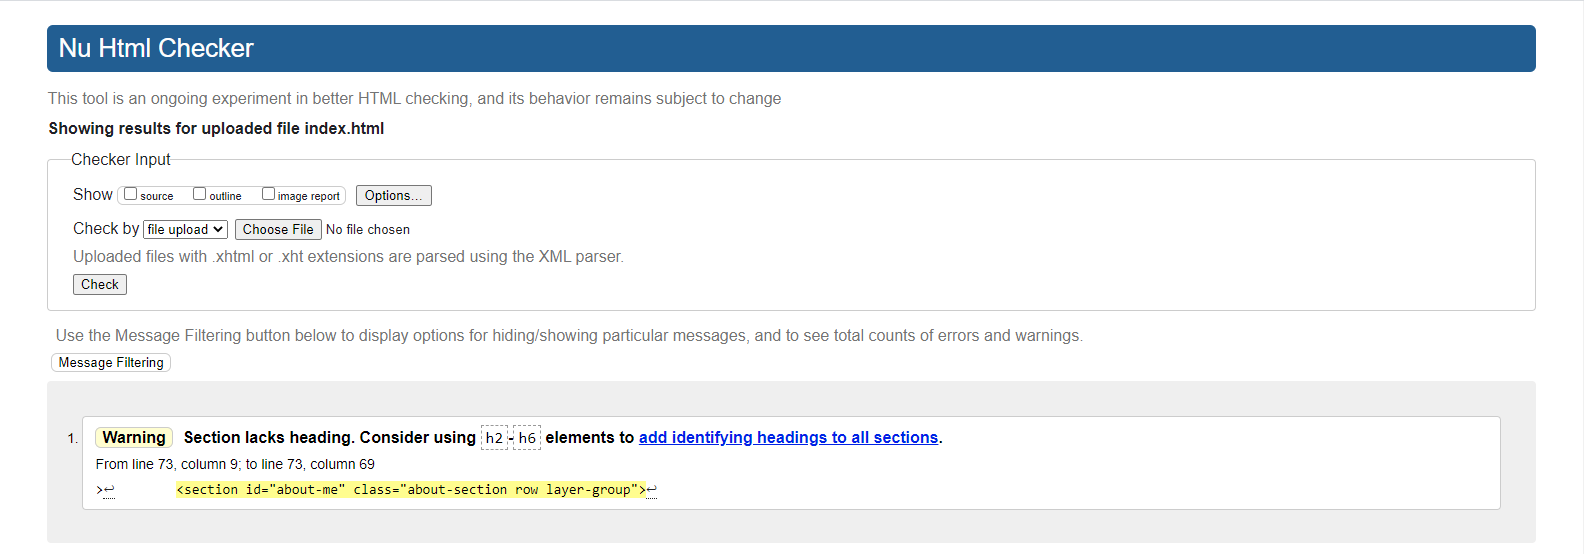 Nu Html Checker
This tool is an ongoing experiment in better HTML checking, and its behavior remains subject to change
Showing results for uploaded file index.html
Checker Input
Show source outline image report Options...
Check by file upload Choose File No file chosen
Uploaded files with .xhtml or .xht extensions are parsed using the XML parser.
Check
Use the Message Filtering button below to display options for hiding/showing particular messages, and to see total counts of errors and warnings.
Message Filtering
1. Warning Section lacks heading. Consider using h2-h6 elements to add identifying headings to all sections.
From line 73, column 9; to line 73, column 69
>↩ <section id="about-me" class="about-section row layer-group">↩